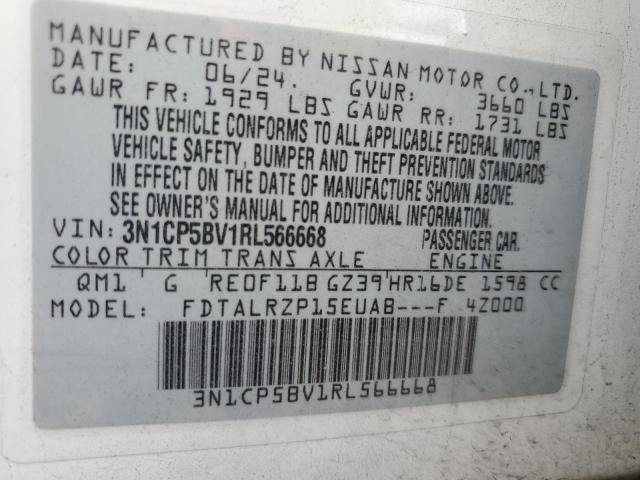 MANUFACTURED BY NISSAN MOTOR CO.,LTD.
DATE: 06/24. GVWR: 3660 LBS
GAWR FR: 1929 LBS GAWR RR: 1731 LBS
THIS VEHICLE CONFORMS TO ALL APPLICABLE FEDERAL MOTOR
VEHICLE SAFETY, BUMPER AND THEFT PREVENTION STANDARDS
IN EFFECT ON THE DATE OF MANUFACTURE SHOWN ABOVE.
SEE OWNER'S MANUAL FOR ADDITIONAL INFORMATION.
VIN: 3N1CP5BV1RL566668 PASSENGER CAR.
COLOR TRIM TRANS AXLE ENGINE
QM1 G RE0F11B GZ39 HR16DE 1598 CC
MODEL: FDTALRZP15EUAB---F 4Z000
3N1CP5BV1RL566668